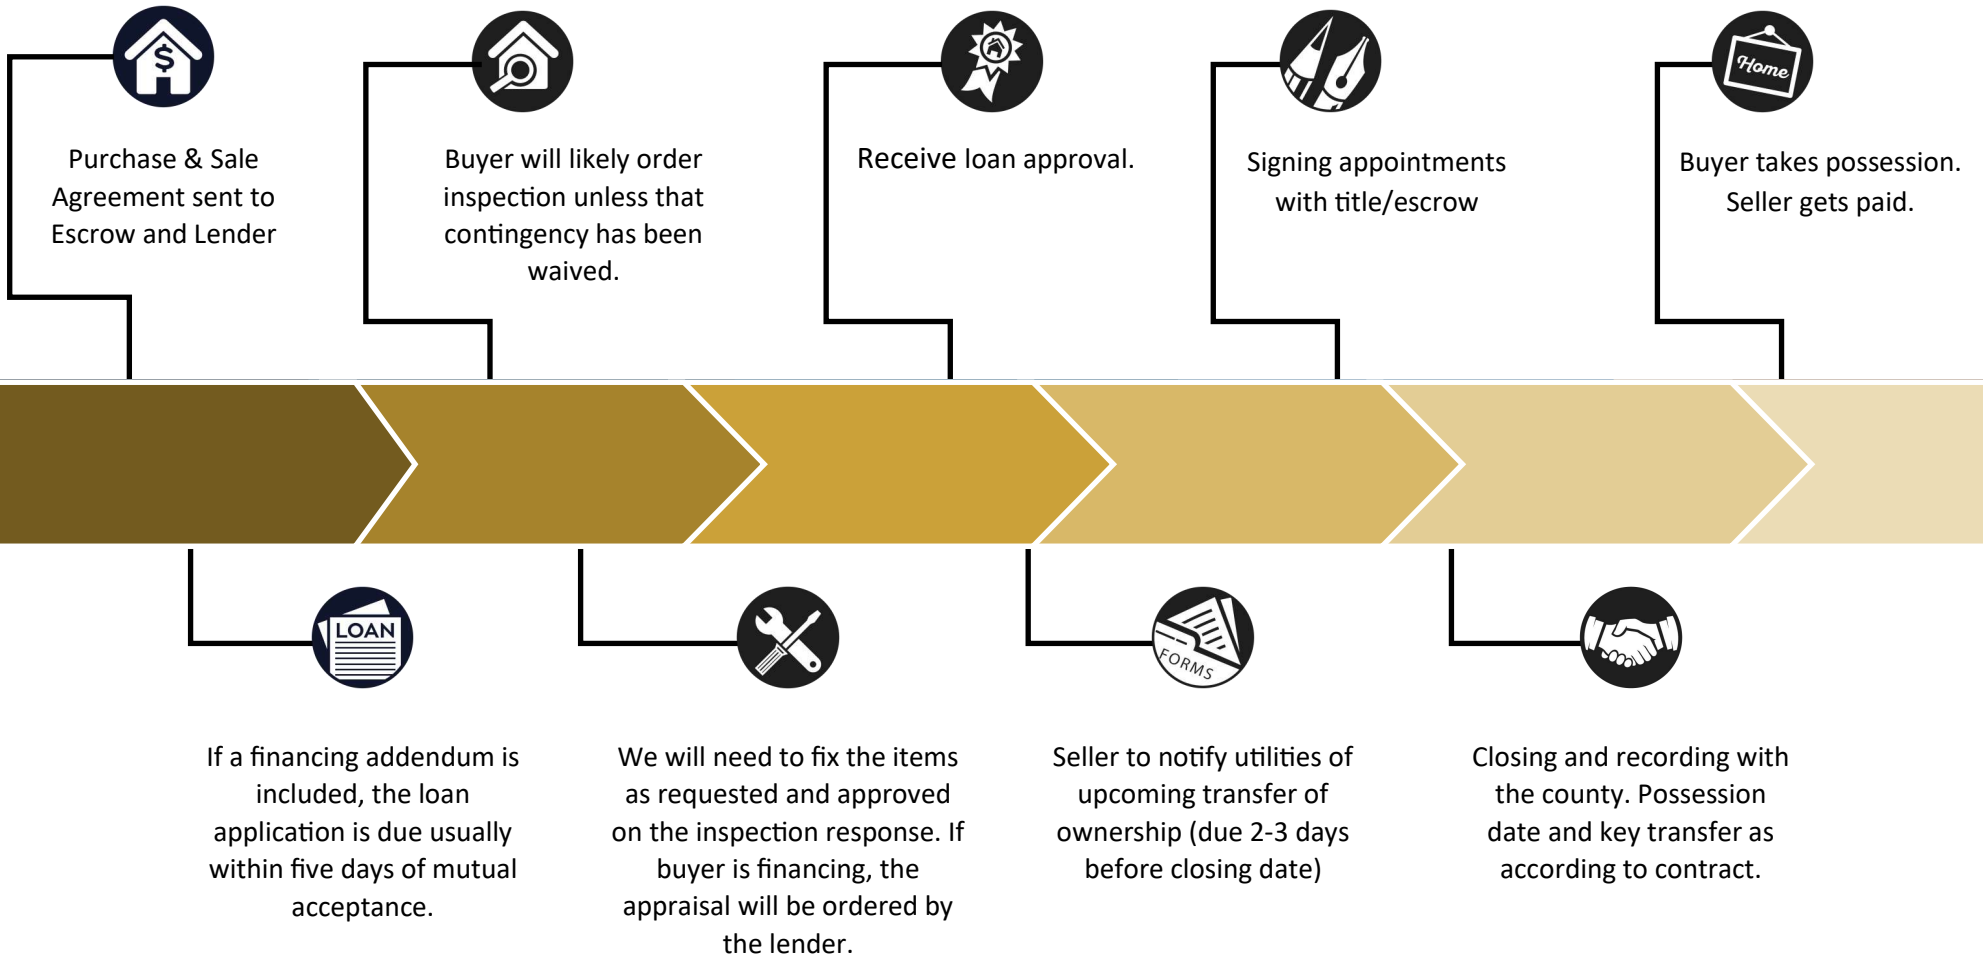 Purchase & Sale
Agreement sent to
Escrow and Lender
LOAN
If a financing addendum is
included, the loan
application is due usually
within five days of mutual
acceptance.
Buyer will likely order
inspection unless that
contingency has been
waived.
We will need to fix the items
as requested and approved
on the inspection response. If
buyer is financing, the
appraisal will be ordered by
the lender.
Receive loan approval.
FORMS
Seller to notify utilities of
upcoming transfer of
ownership (due 2-3 days
before closing date)
Signing appointments
with title/escrow
Closing and recording with
the county. Possession
date and key transfer as
according to contract.
Home
Buyer takes possession.
Seller gets paid.